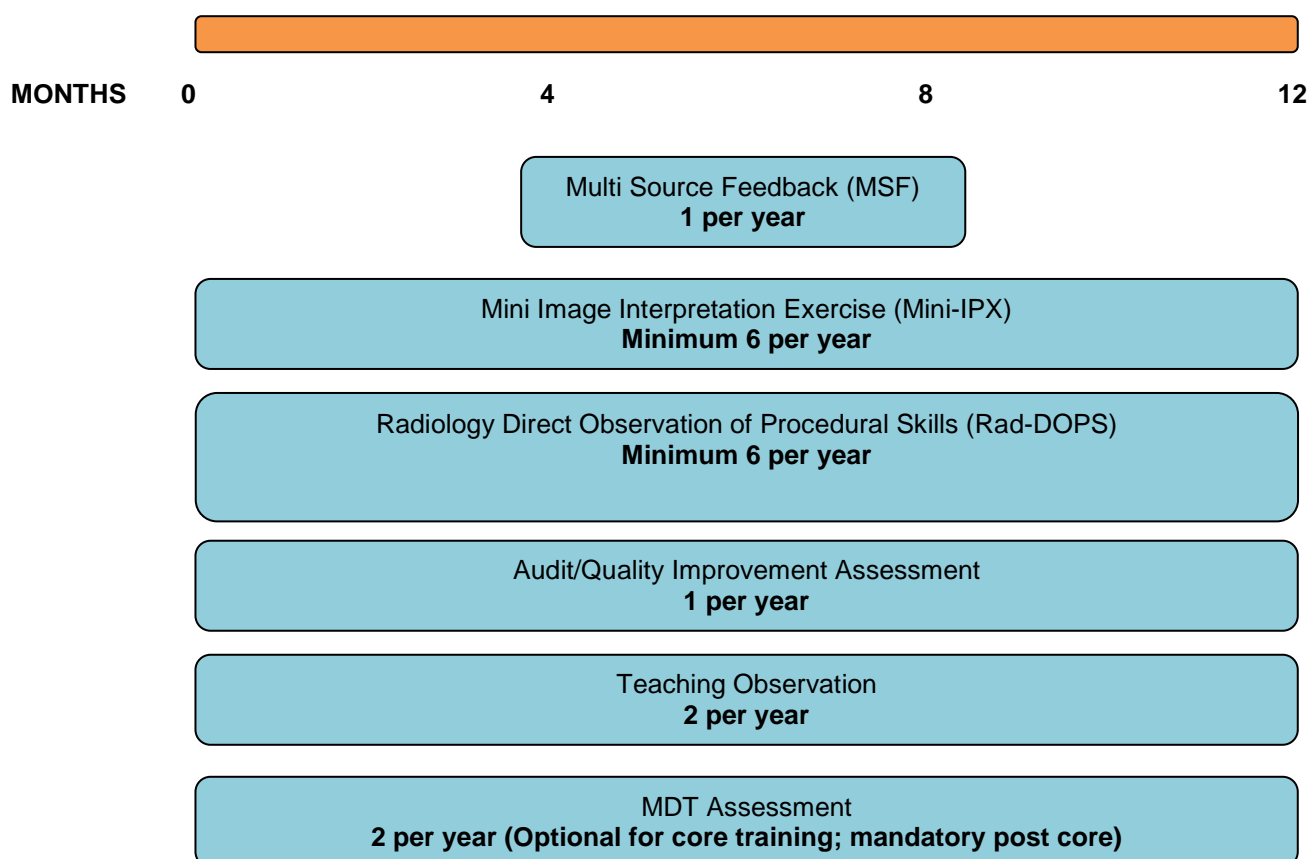 MONTHS 0 4 8 12
Multi Source Feedback (MSF)
1 per year
Mini Image Interpretation Exercise (Mini-IPX)
Minimum 6 per year
Radiology Direct Observation of Procedural Skills (Rad-DOPS)
Minimum 6 per year
Audit/Quality Improvement Assessment
1 per year
Teaching Observation
2 per year
MDT Assessment
2 per year (Optional for core training; mandatory post core)